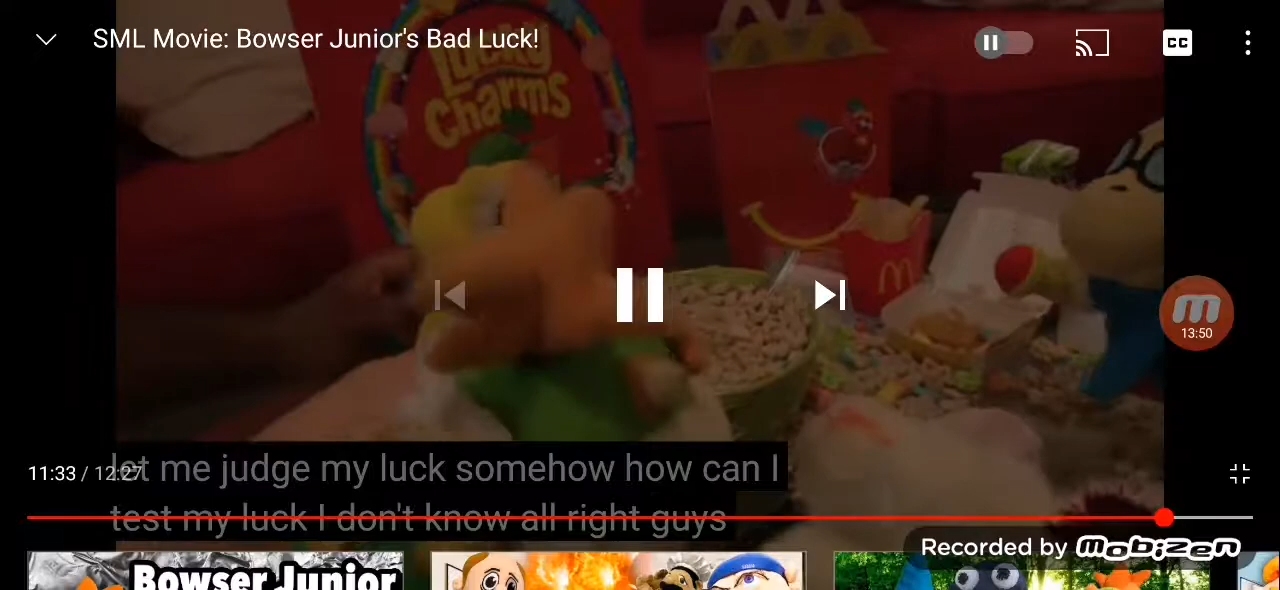 SML Movie: Bowser Junior's Bad Luck!
CC
Lucky
Charms
13:50
let me judge my luck somehow how can I
11:33 / 12:27
test my luck I don't know all right guys
Recorded by mobizen
Bowser Junior